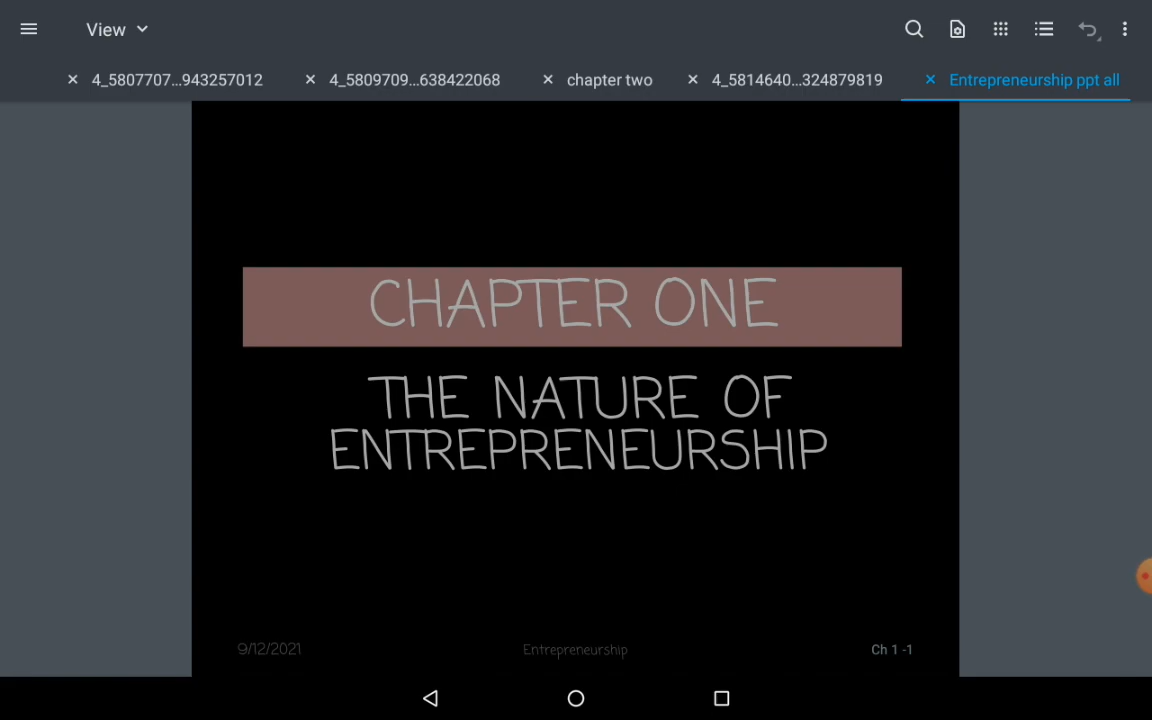 View
4_5807707...943257012
4_5809709...638422068
chapter two
4_5814640...324879819
Entrepreneurship ppt all
CHAPTER ONE
THE NATURE OF
ENTREPRENEURSHIP
9/12/2021
Entrepreneurship
Ch 1 -1